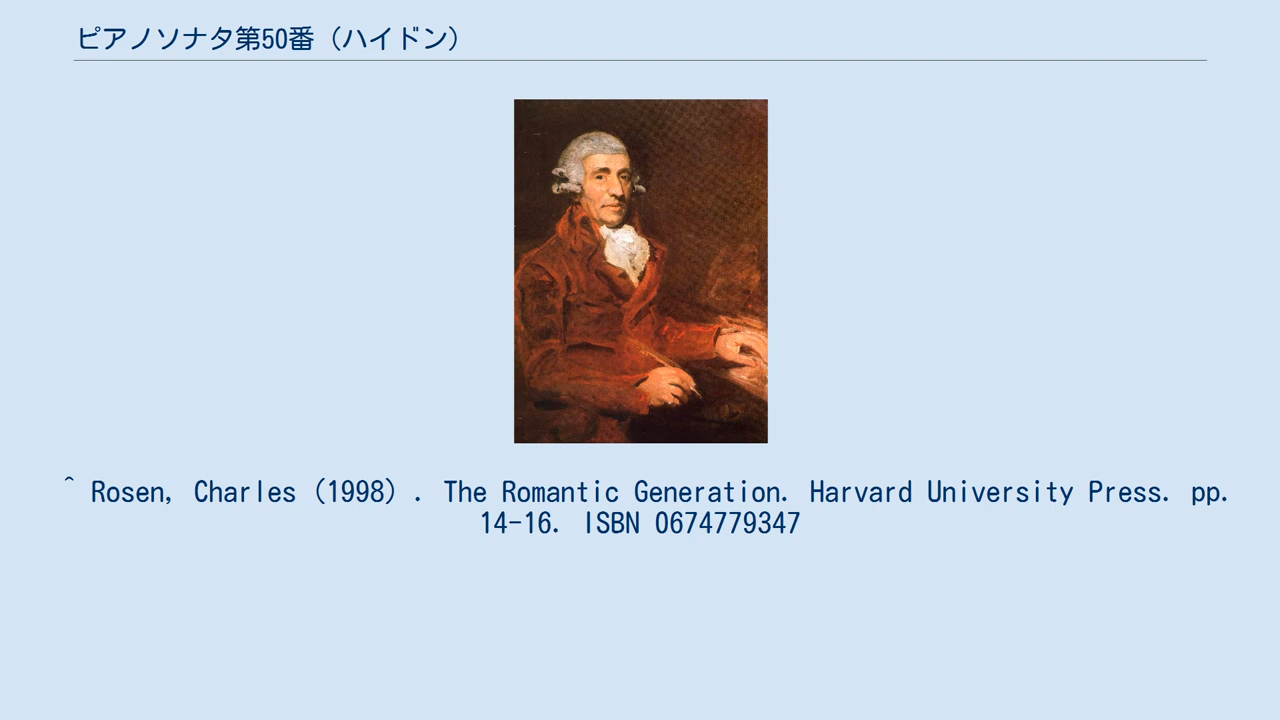 ピアノソナタ第50番（ハイドン）
^ Rosen, Charles (1998). The Romantic Generation. Harvard University Press. pp.
14-16. ISBN 0674779347